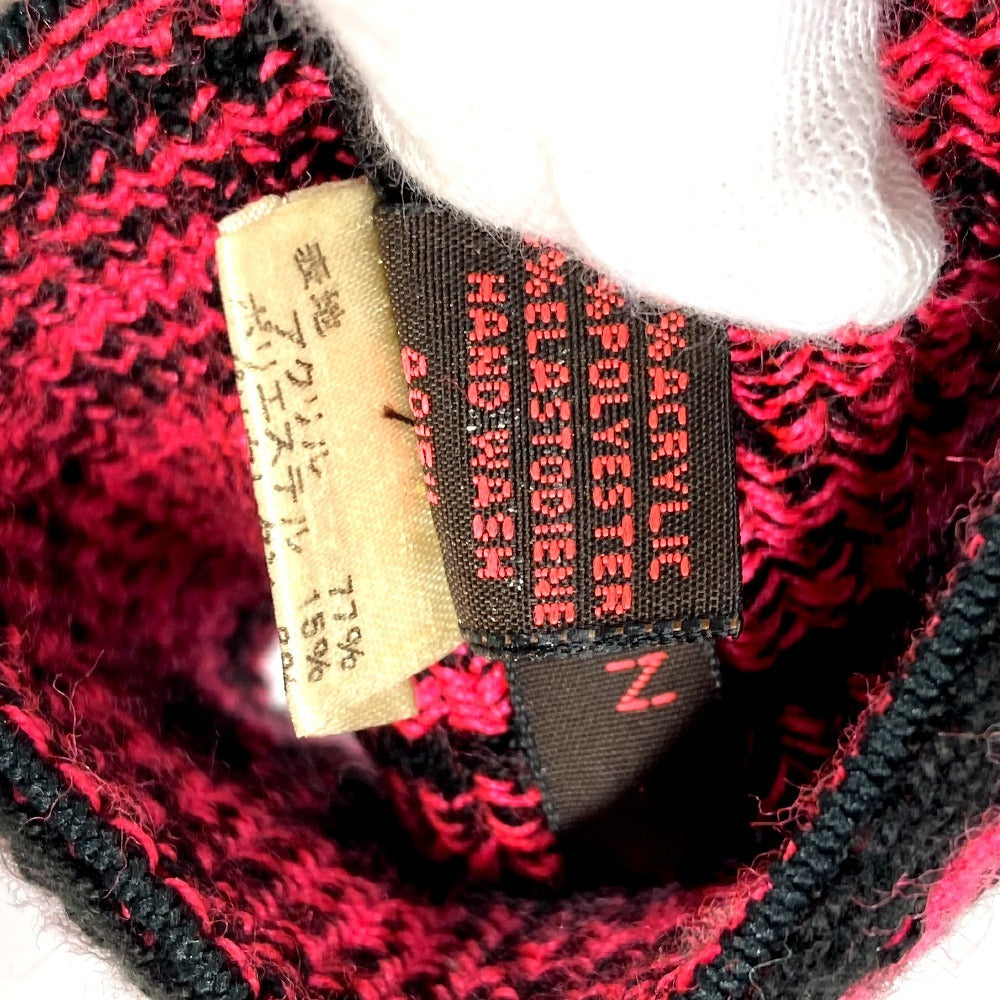 表地
アクリル 77%
ポリエステル 15%
%ACRYLIC
%POLYESTER
%ELASTODIENE
HAND WASH